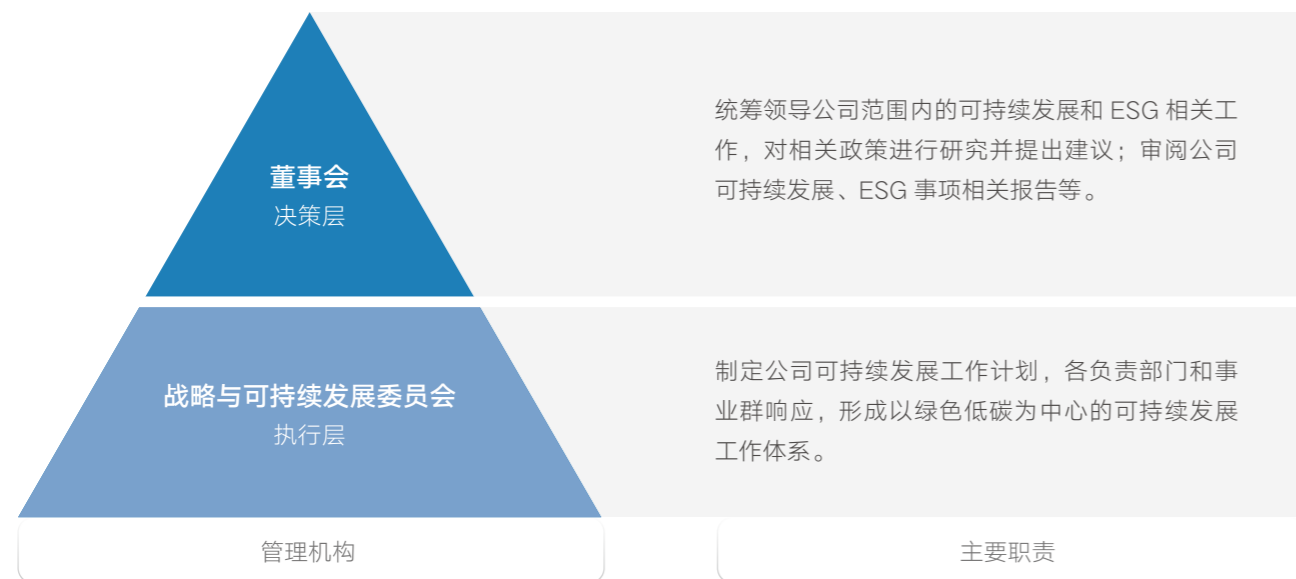 董事会
决策层
统筹领导公司范围内的可持续发展和 ESG 相关工
作，对相关政策进行研究并提出建议；审阅公司
可持续发展、ESG 事项相关报告等。
战略与可持续发展委员会
执行层
制定公司可持续发展工作计划，各负责部门和事
业群响应，形成以绿色低碳为中心的可持续发展
工作体系。
管理机构
主要职责